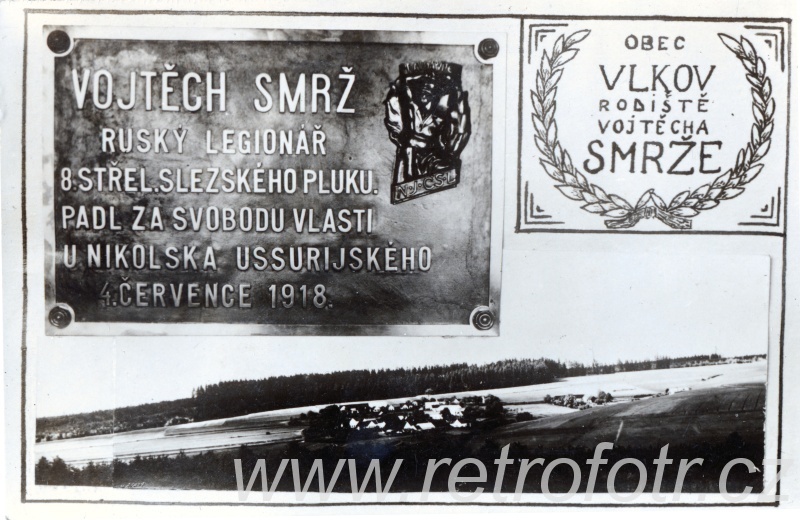 VOJTĚCH SMRŽ
RUSKÝ LEGIONÁŘ
8.STŘEL.SLEZSKÉHO PLUKU.
PADL ZA SVOBODU VLASTI
U NIKOLSKA USSURIJSKÉHO
4.ČERVENCE 1918.
N·J·ČS·L·
OBEC
VLKOV
RODIŠTĚ
VOJTĚCHA
SMRŽE
www.retrofotr.cz